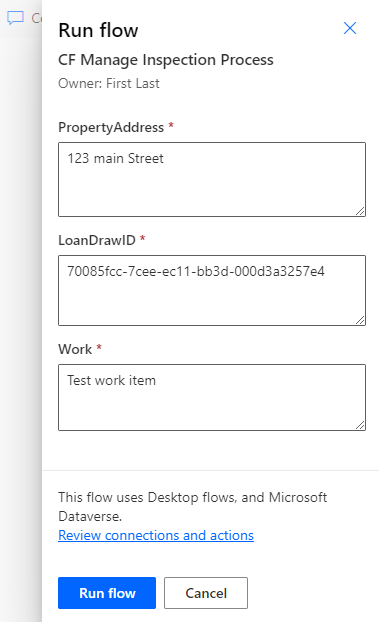 Run flow
CF Manage Inspection Process
Owner: First Last
PropertyAddress *
123 main Street
LoanDrawID *
70085fcc-7cee-ec11-bb3d-000d3a3257e4
Work *
Test work item
This flow uses Desktop flows, and Microsoft
Dataverse.
Review connections and actions
Run flow Cancel